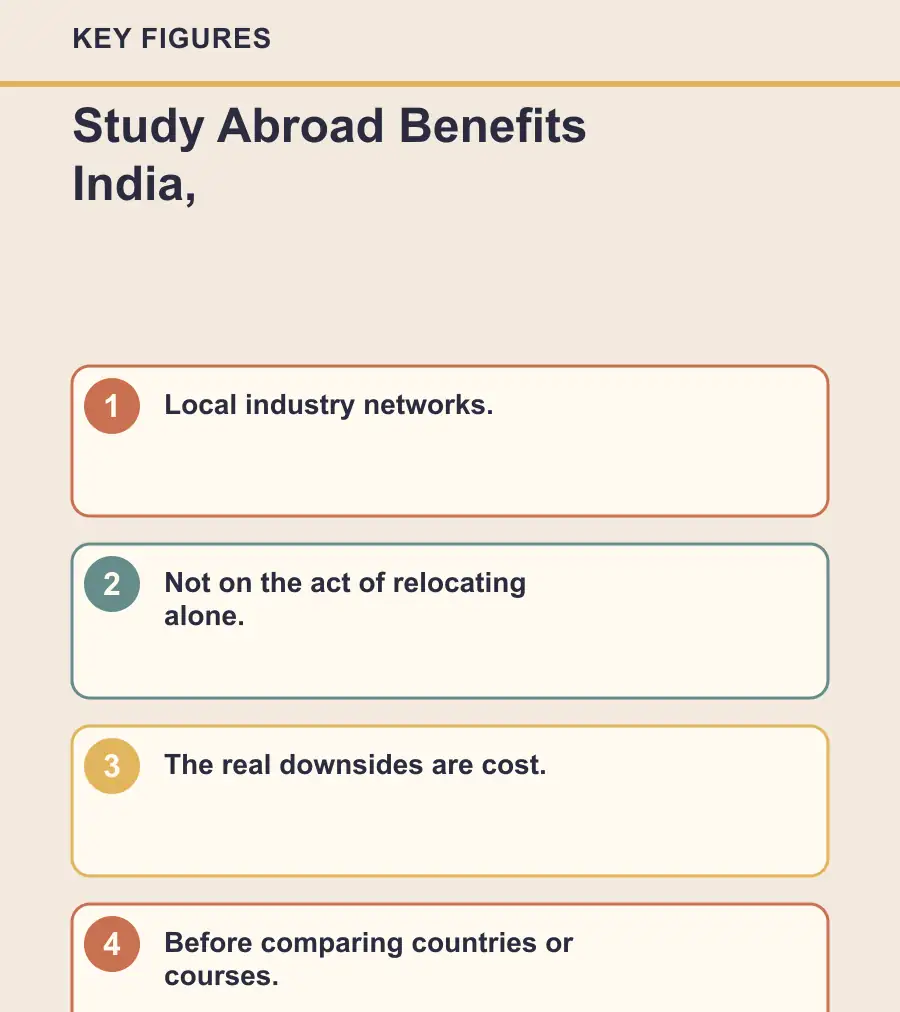 KEY FIGURES
Study Abroad Benefits
India,
1
Local industry networks.
2
Not on the act of relocating
alone.
3
The real downsides are cost.
4
Before comparing countries or
courses.